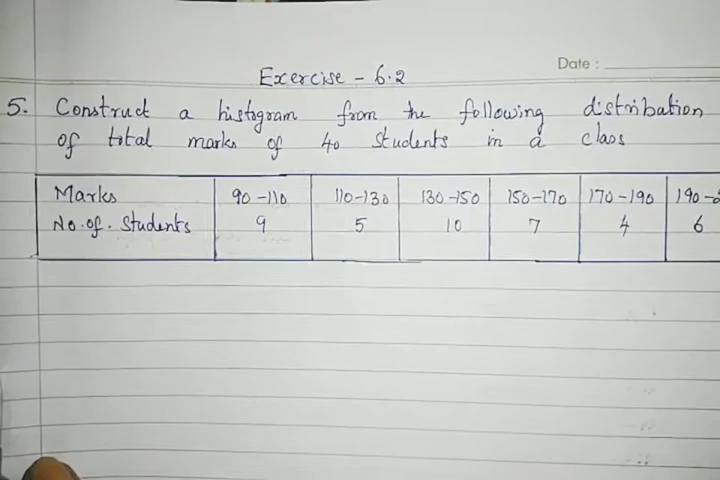 Date :
Exercise - 6.2
5. Construct a histogram from the following distribution
of total marks of 40 students in a class
Marks 90-110 110-130 130-150 150-170 170-190 190-
No. of. Students 9 5 10 7 4 6